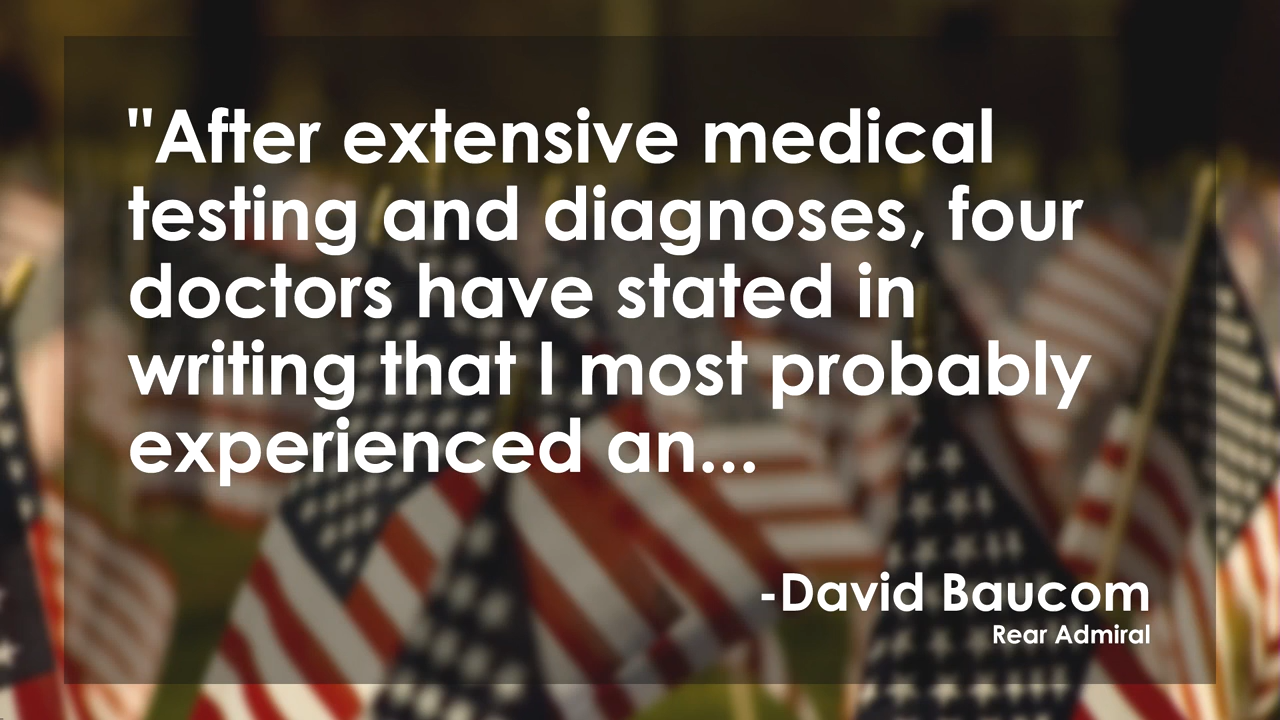 "After extensive medical
testing and diagnoses, four
doctors have stated in
writing that I most probably
experienced an...
-David Baucom
Rear Admiral